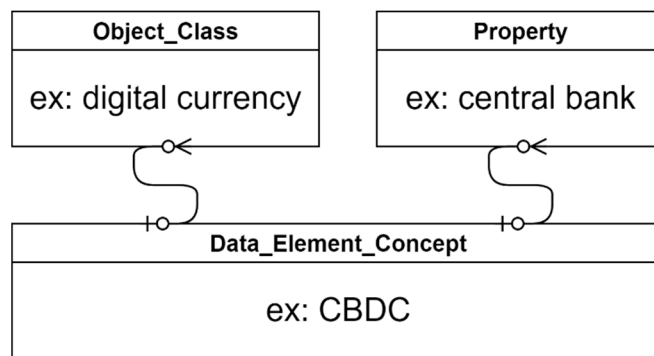 Object_Class
Property
ex: digital currency
ex: central bank
Data_Element_Concept
ex: CBDC